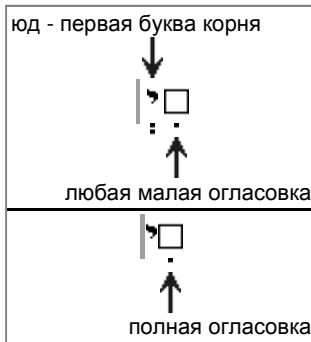 юд - первая буква корня
□ִיְ
любая малая огласовка
□ִי
полная огласовка